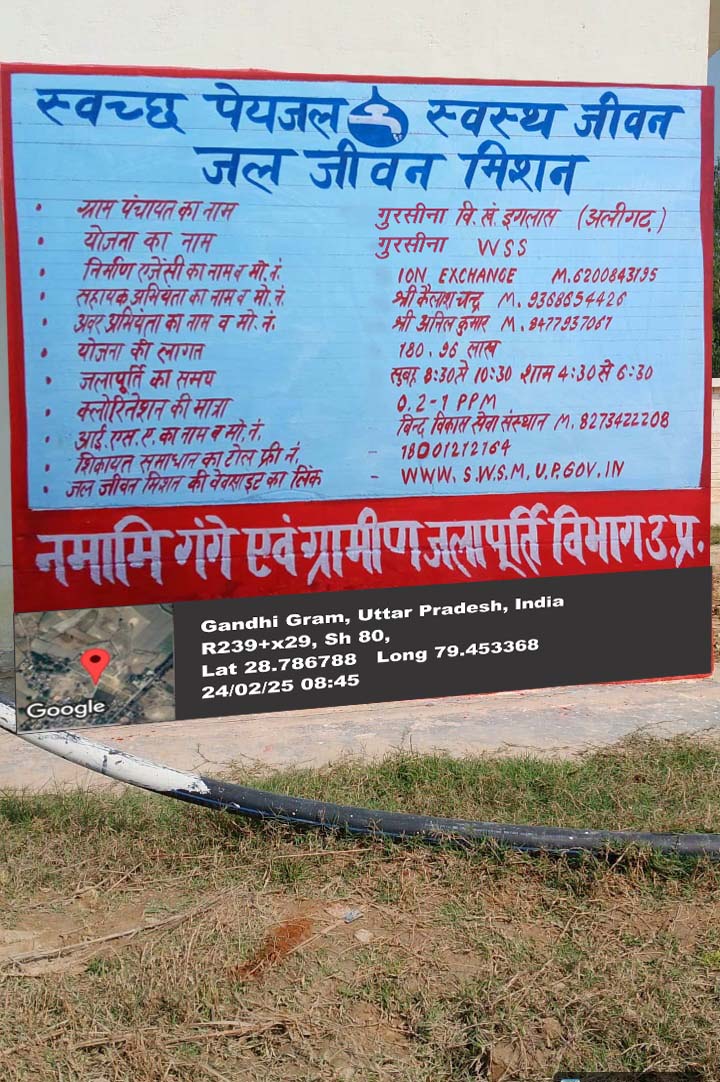 स्वच्छ पेयजल स्वस्थ जीवन
जल जीवन मिशन
• ग्राम पंचायत का नाम गुरसीना वि. खं. इगलास (अलीगढ़)
• योजना का नाम गुरसीना WSS
• निर्माण एजेंसी का नाम व मो. नं. ION EXCHANGE M. 6200843195
• सहायक अभियंता का नाम व मो. नं. श्री कैलाश चन्द्र M. 9368654426
• अवर अभियंता का नाम व मो. नं. श्री अनिल कुमार M. 8477937067
• योजना की लागत 180.96 लाख
• जलापूर्ति का समय सुबह 8:30 से 10:30 शाम 4:30 से 6:30
• क्लोरिनेशन की मात्रा 0.2-1 PPM
• आई. एस. ए. का नाम व मो. नं. विन्द विकास सेवा संस्थान M. 8273422208
• शिकायत समाधान का टोल फ्री नं. - 18001212164
• जल जीवन मिशन की वेबसाइट का लिंक - WWW. S.W.S.M.U.P.GOV.IN
नमामि गंगे एवं ग्रामीण जलापूर्ति विभाग उ.प्र.
Gandhi Gram, Uttar Pradesh, India
R239+x29, Sh 80,
Lat 28.786788 Long 79.453368
24/02/25 08:45
Google